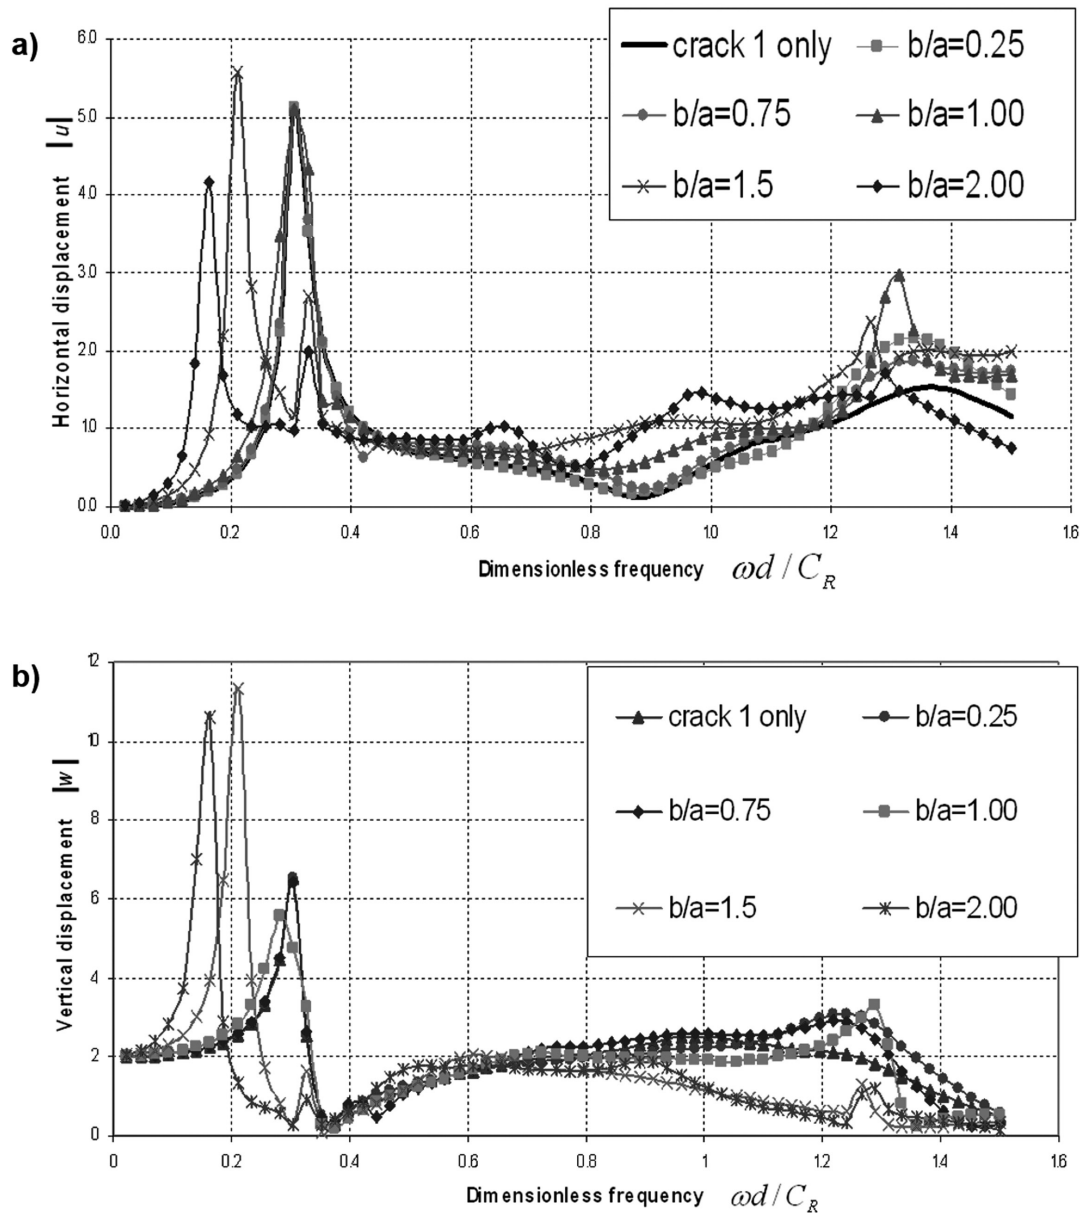 a)
6.0
5.0
4.0
3.0
2.0
1.0
0.0
Horizontal displacement |u|
crack 1 only
b/a=0.25
b/a=0.75
b/a=1.00
b/a=1.5
b/a=2.00
0.0 0.2 0.4 0.6 0.8 1.0 1.2 1.4 1.6
Dimensionless frequency ωd / C_R
b)
12
10
8
6
4
2
0
Vertical displacement |w|
crack 1 only
b/a=0.25
b/a=0.75
b/a=1.00
b/a=1.5
b/a=2.00
0 0.2 0.4 0.6 0.8 1 1.2 1.4 1.6
Dimensionless frequency ωd / C_R